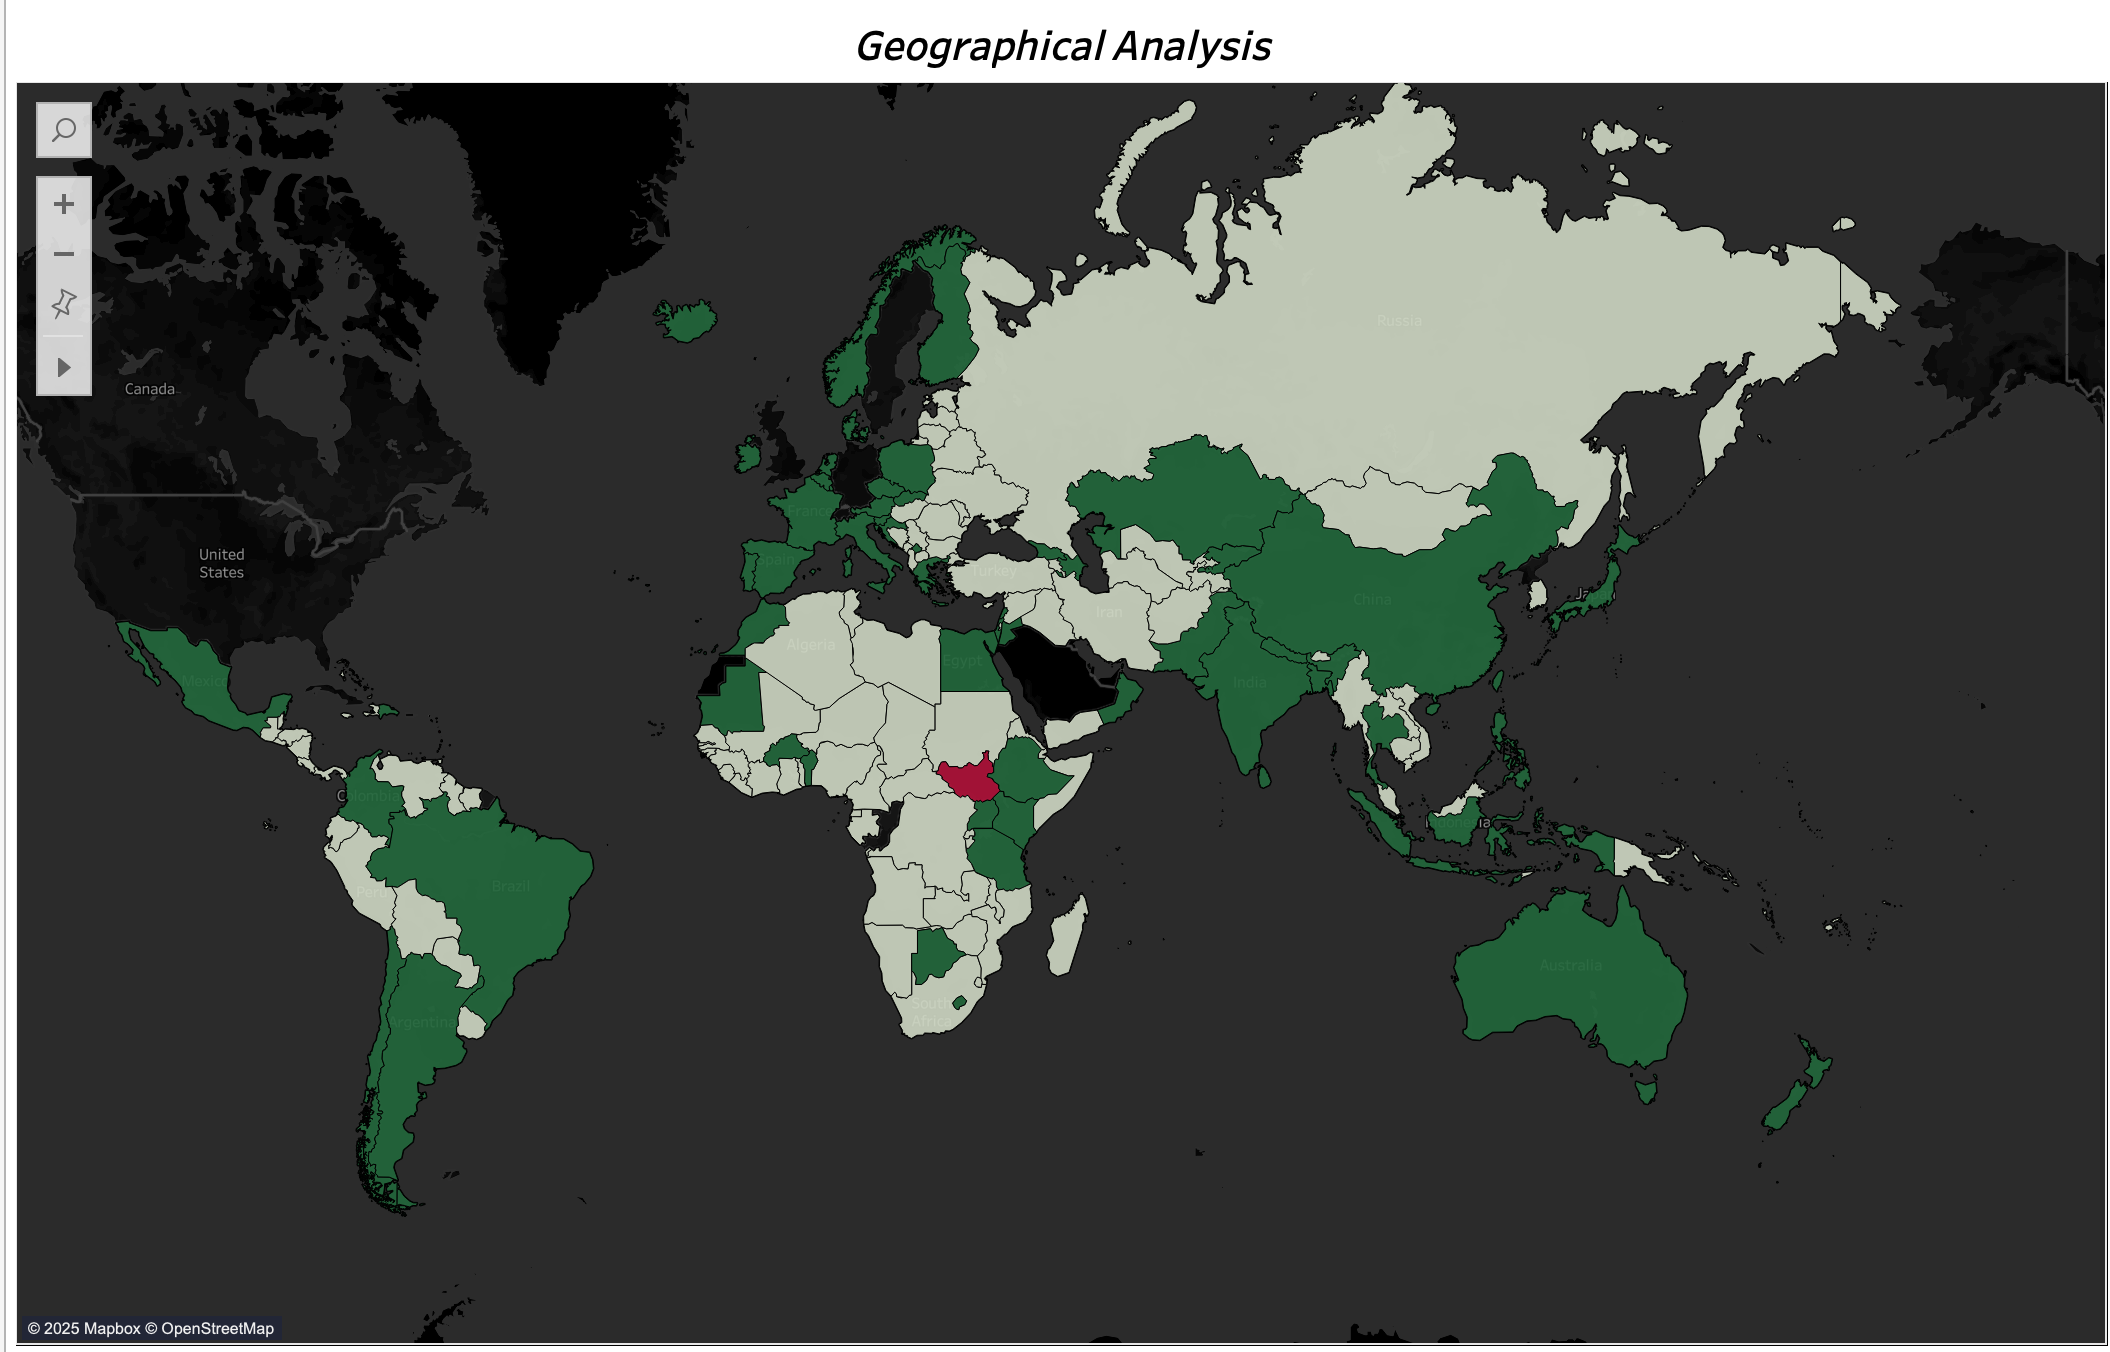 Geographical Analysis
Russia
Canada
France
United
States
Spain
Turkey
China
Iran
Algeria
Egypt
Mexico
India
Colombia
Brazil
Peru
Australia
South
Africa
Argentina
© 2025 Mapbox © OpenStreetMap